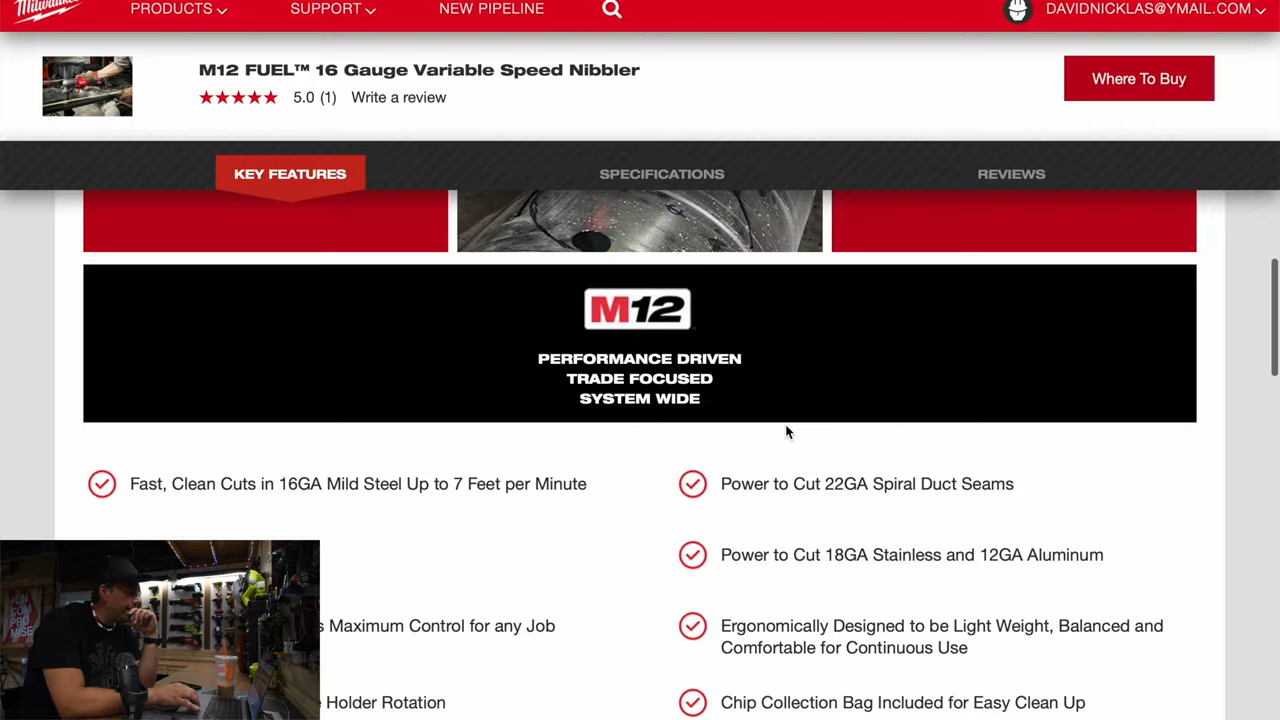 Milwaukee
PRODUCTS
SUPPORT
NEW PIPELINE
DAVIDNICKLAS@YMAIL.COM
M12 FUEL™ 16 Gauge Variable Speed Nibbler
5.0 (1) Write a review
Where To Buy
KEY FEATURES
SPECIFICATIONS
REVIEWS
M12
PERFORMANCE DRIVEN
TRADE FOCUSED
SYSTEM WIDE
Fast, Clean Cuts in 16GA Mild Steel Up to 7 Feet per Minute
Power to Cut 22GA Spiral Duct Seams
Power to Cut 18GA Stainless and 12GA Aluminum
s Maximum Control for any Job
Ergonomically Designed to be Light Weight, Balanced and
Comfortable for Continuous Use
Holder Rotation
Chip Collection Bag Included for Easy Clean Up